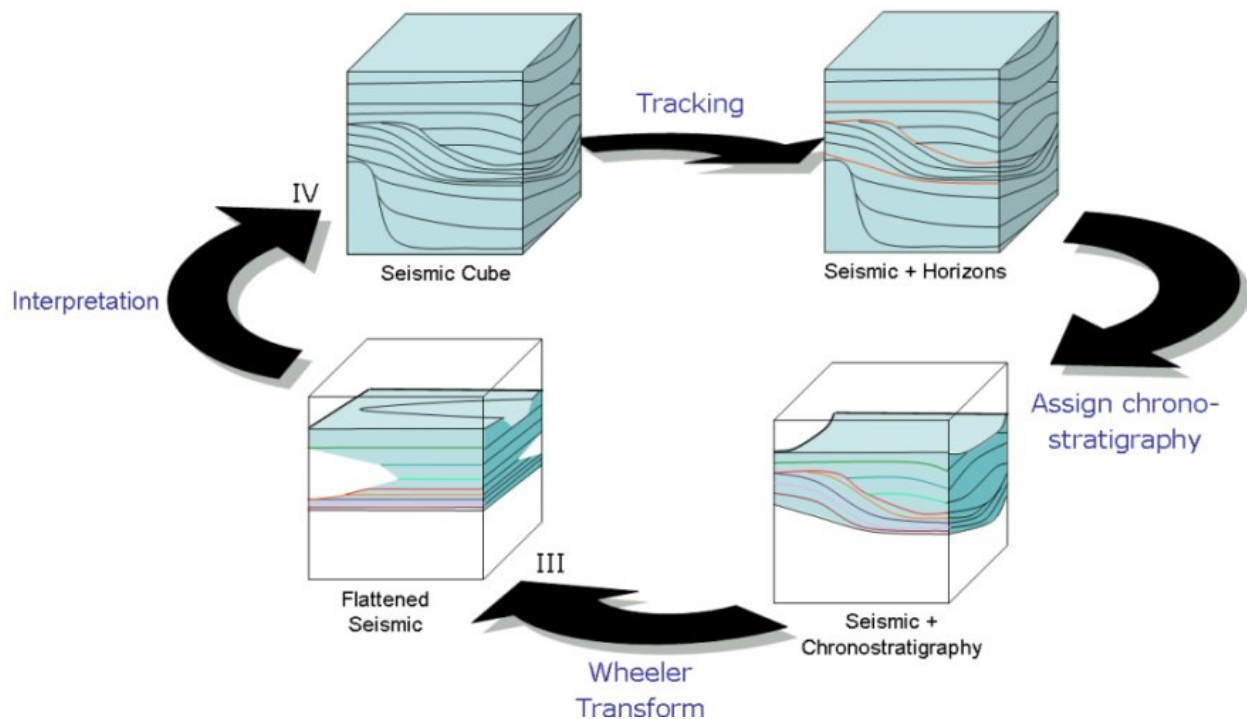 Tracking
IV
Seismic Cube
Seismic + Horizons
Interpretation
Assign chrono-
stratigraphy
III
Flattened
Seismic
Seismic +
Chronostratigraphy
Wheeler
Transform